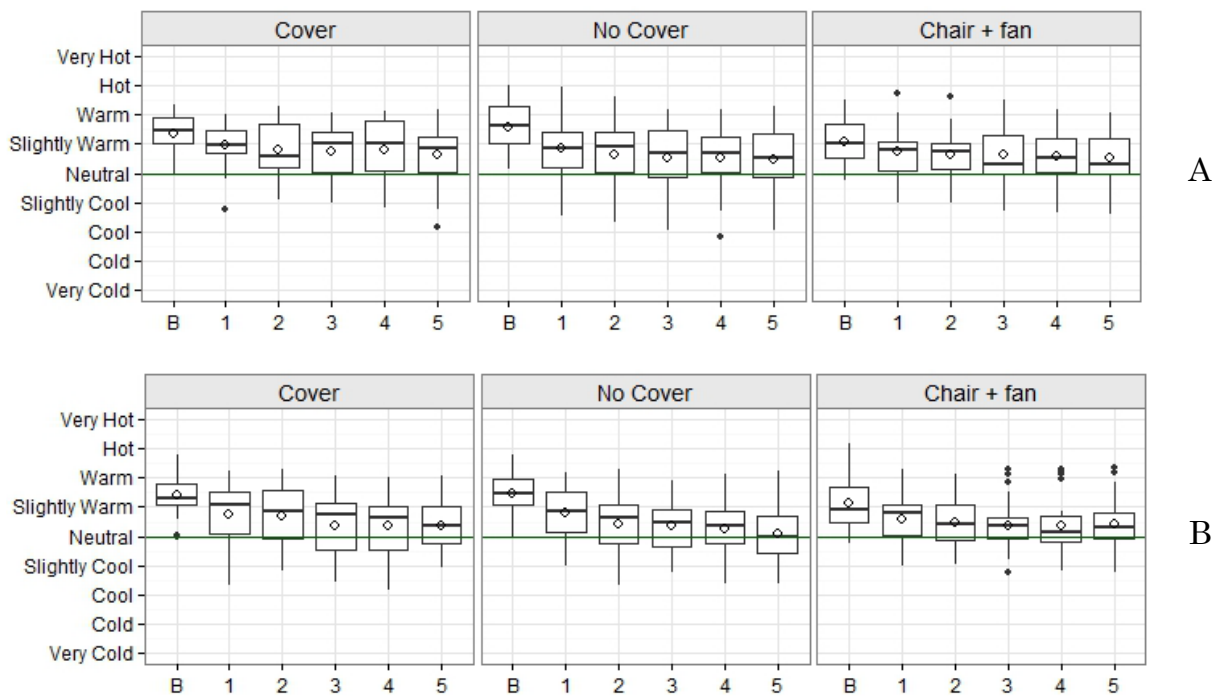 Cover No Cover Chair + fan
Very Hot
Hot
Warm
Slightly Warm
Neutral
Slightly Cool
Cool
Cold
Very Cold
A
B 1 2 3 4 5 B 1 2 3 4 5 B 1 2 3 4 5
Cover No Cover Chair + fan
Very Hot
Hot
Warm
Slightly Warm
Neutral
Slightly Cool
Cool
Cold
Very Cold
B
B 1 2 3 4 5 B 1 2 3 4 5 B 1 2 3 4 5